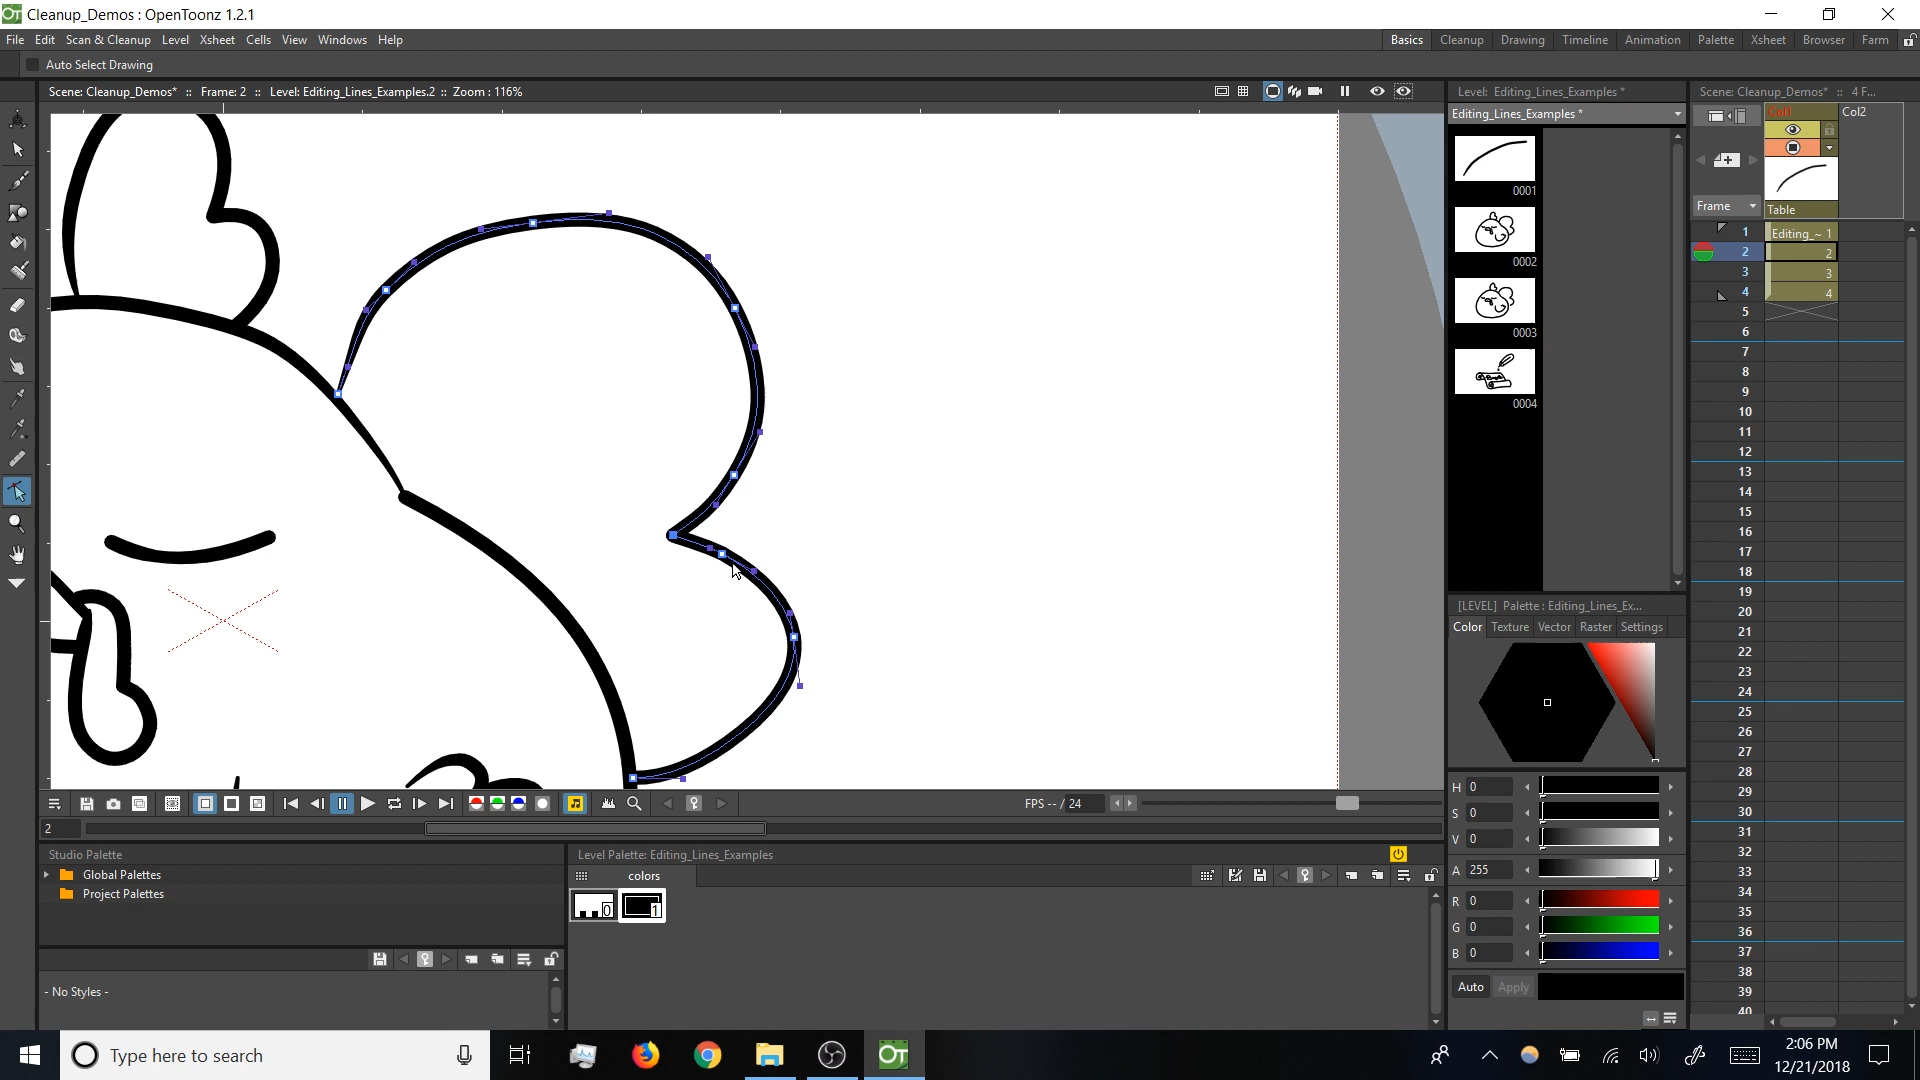 Cleanup_Demos : OpenToonz 1.2.1
File Edit Scan & Cleanup Level Xsheet Cells View Windows Help
Basics Cleanup Drawing Timeline Animation Palette Xsheet Browser Farm
Auto Select Drawing
Scene: Cleanup_Demos* :: Frame: 2 :: Level: Editing_Lines_Examples.2 :: Zoom : 116%
Level: Editing_Lines_Examples *
Editing_Lines_Examples *
0001
0002
0003
0004
Scene: Cleanup_Demos* :: 4 F...
Col2
Frame
Table
1 Editing_~ 1
2 2
3 3
4 4
5
6
7
8
9
10
11
12
13
14
15
16
17
18
19
20
21
22
23
24
25
26
27
28
29
30
31
32
33
34
35
36
37
38
39
40
[LEVEL] Palette : Editing_Lines_Ex...
Color Texture Vector Raster Settings
H 0
S 0
V 0
A 255
R 0
G 0
B 0
Auto Apply
FPS -- / 24
2
Studio Palette
Global Palettes
Project Palettes
- No Styles -
Level Palette: Editing_Lines_Examples
colors
0 1
Type here to search
OT
2:06 PM
12/21/2018